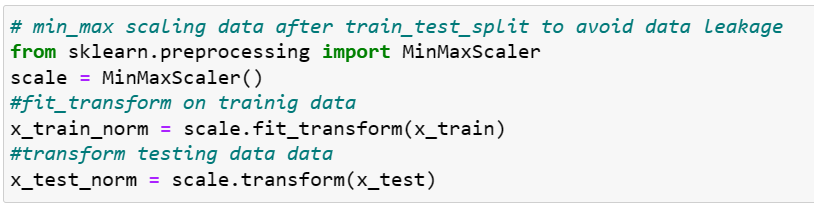 # min_max scaling data after train_test_split to avoid data leakage
from sklearn.preprocessing import MinMaxScaler
scale = MinMaxScaler()
#fit_transform on trainig data
x_train_norm = scale.fit_transform(x_train)
#transform testing data data
x_test_norm = scale.transform(x_test)